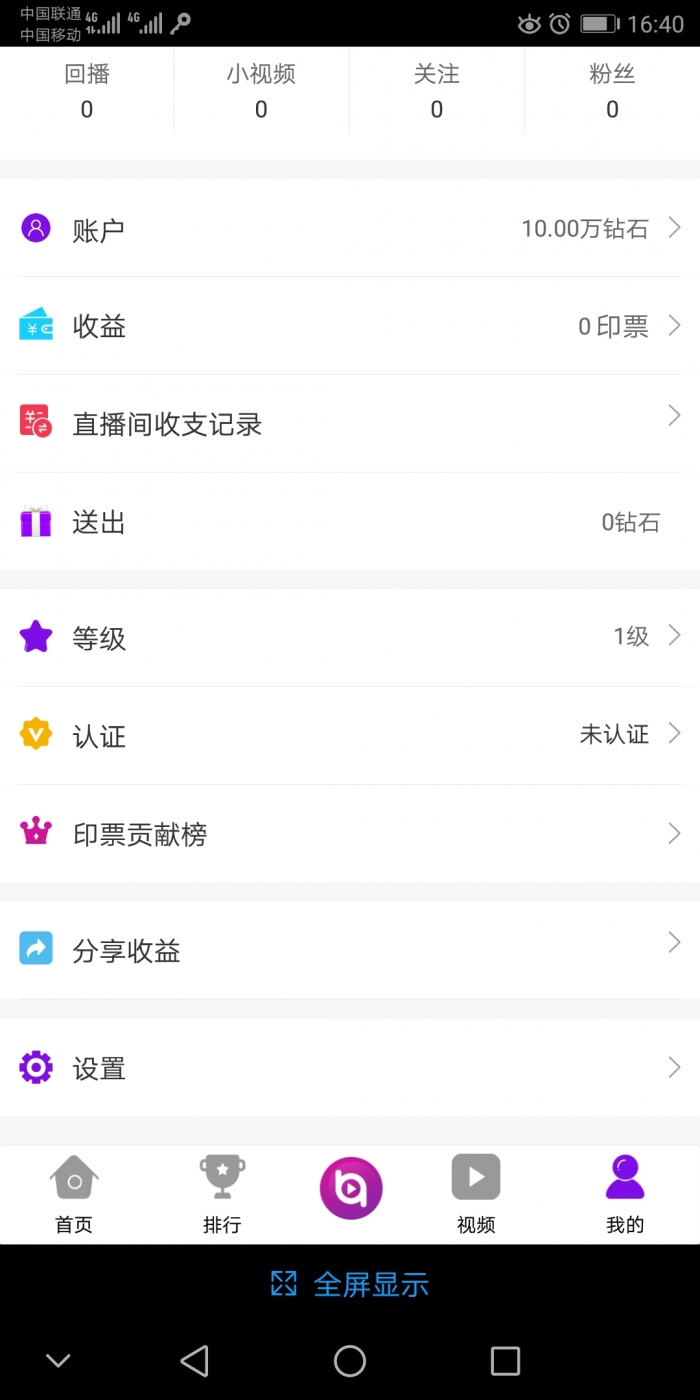 中国联通 4G 4G 16:40
中国移动
回播 小视频 关注 粉丝
0 0 0 0
账户 10.00万钻石
收益 0印票
直播间收支记录
送出 0钻石
等级 1级
认证 未认证
印票贡献榜
分享收益
设置
首页 排行 视频 我的
全屏显示